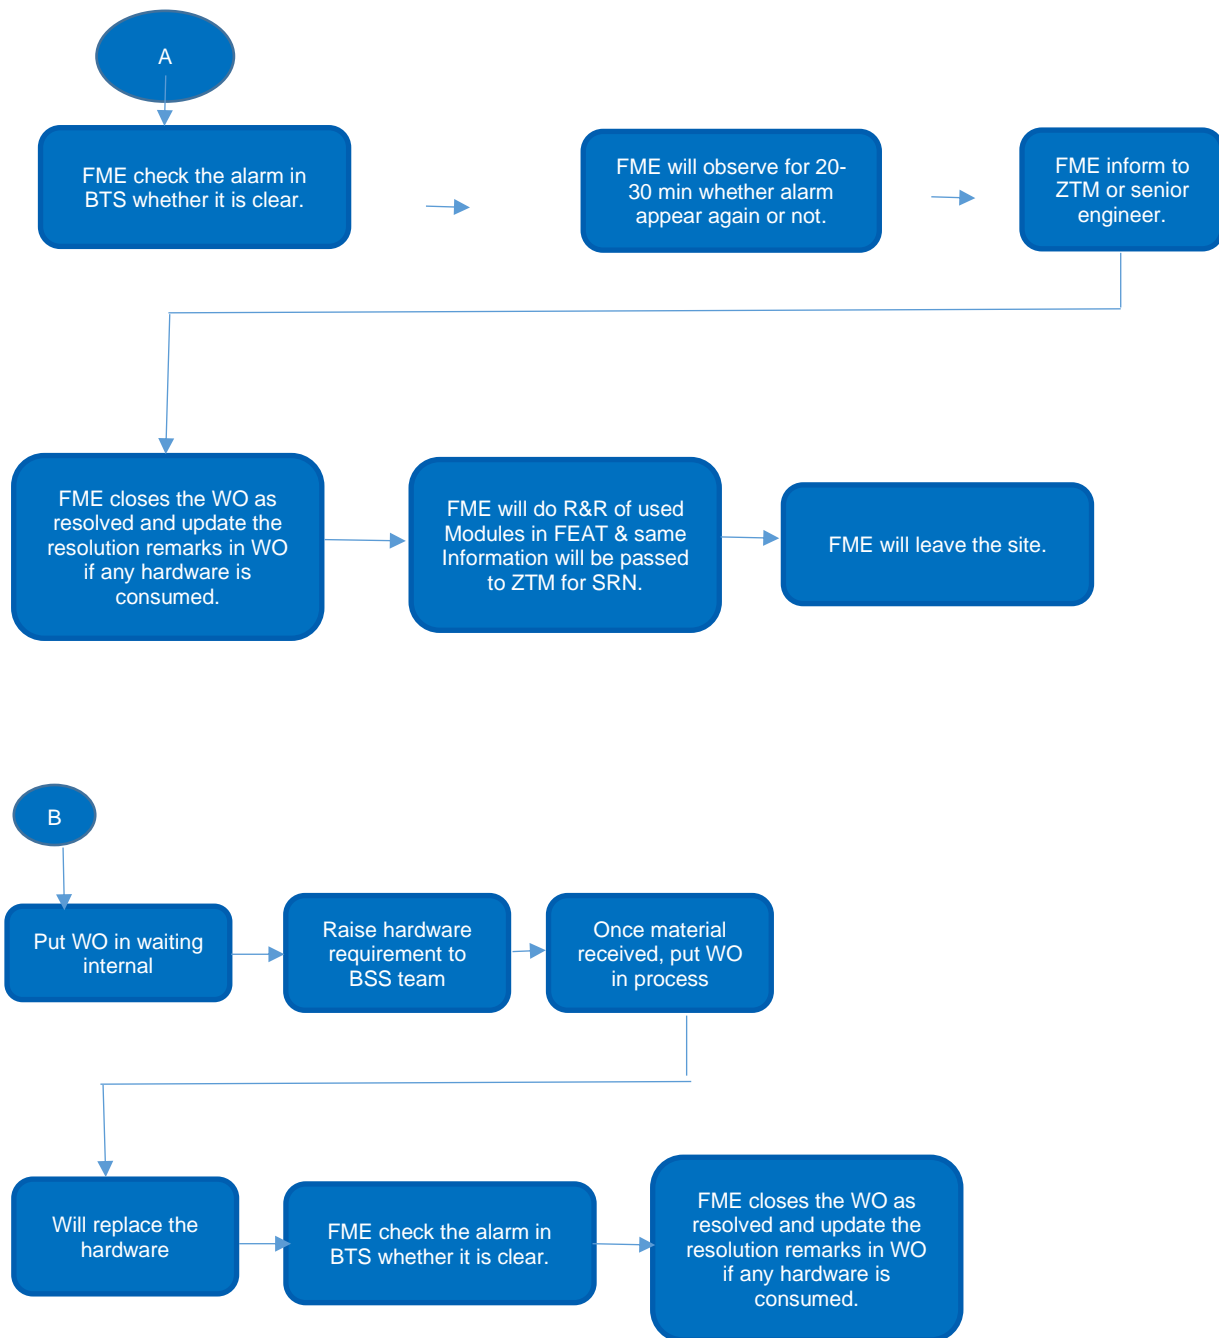 A
FME check the alarm in
BTS whether it is clear.
FME will observe for 20-
30 min whether alarm
appear again or not.
FME inform to
ZTM or senior
engineer.
FME closes the WO as
resolved and update the
resolution remarks in WO
if any hardware is
consumed.
FME will do R&R of used
Modules in FEAT & same
Information will be passed
to ZTM for SRN.
FME will leave the site.
B
Put WO in waiting
internal
Raise hardware
requirement to
BSS team
Once material
received, put WO
in process
Will replace the
hardware
FME check the alarm in
BTS whether it is clear.
FME closes the WO as
resolved and update the
resolution remarks in WO
if any hardware is
consumed.